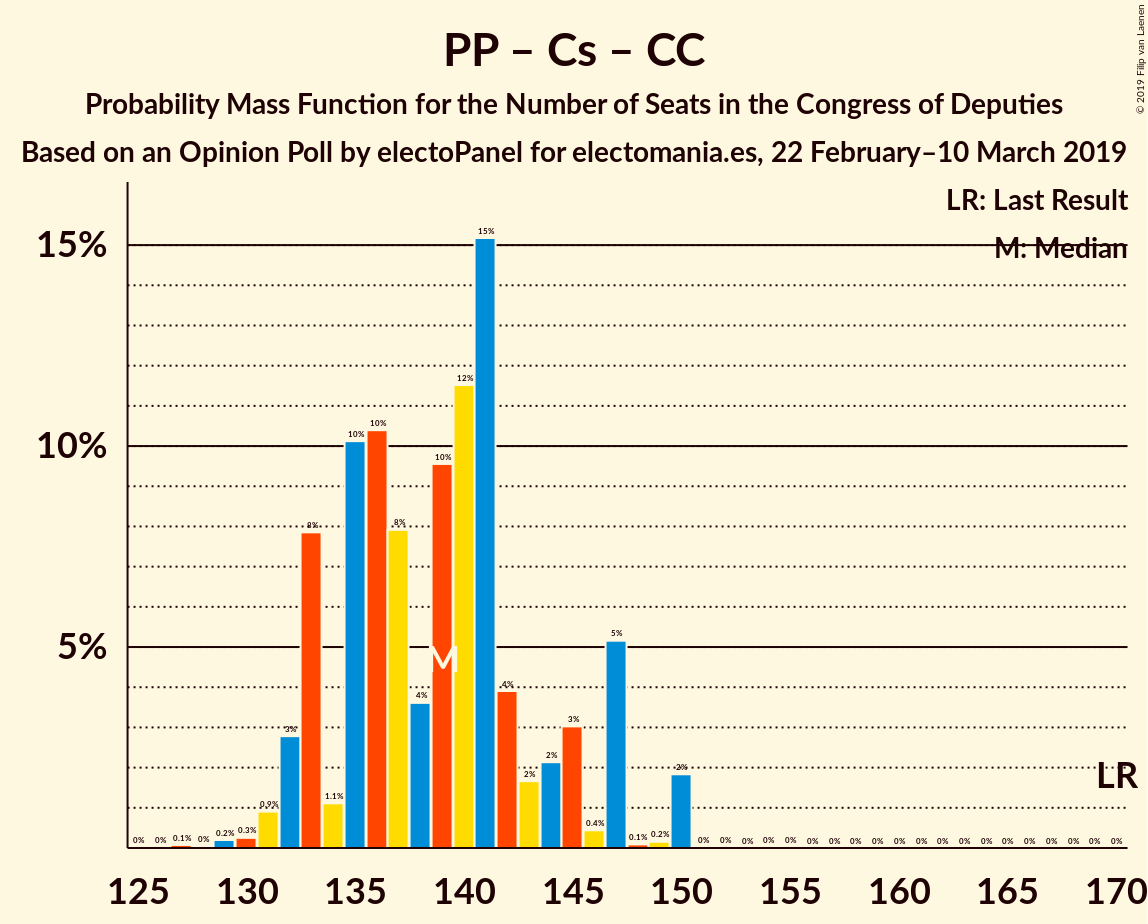 PP – Cs – CC
© 2019 Filip van Laenen
Probability Mass Function for the Number of Seats in the Congress of Deputies
Based on an Opinion Poll by electoPanel for electomania.es, 22 February–10 March 2019
LR: Last Result
M: Median
15%
10%
5%
0% 0% 0.1% 0% 0.2% 0.3% 0.9% 3% 8% 1.1% 10% 10% 8% 4% 10% 12% 15% 4% 2% 2% 3% 0.4% 5% 0.1% 0.2% 2% 0% 0% 0% 0% 0% 0% 0% 0% 0% 0% 0% 0% 0% 0% 0% 0% 0% 0% 0% 0%
M
LR
125 130 135 140 145 150 155 160 165 170